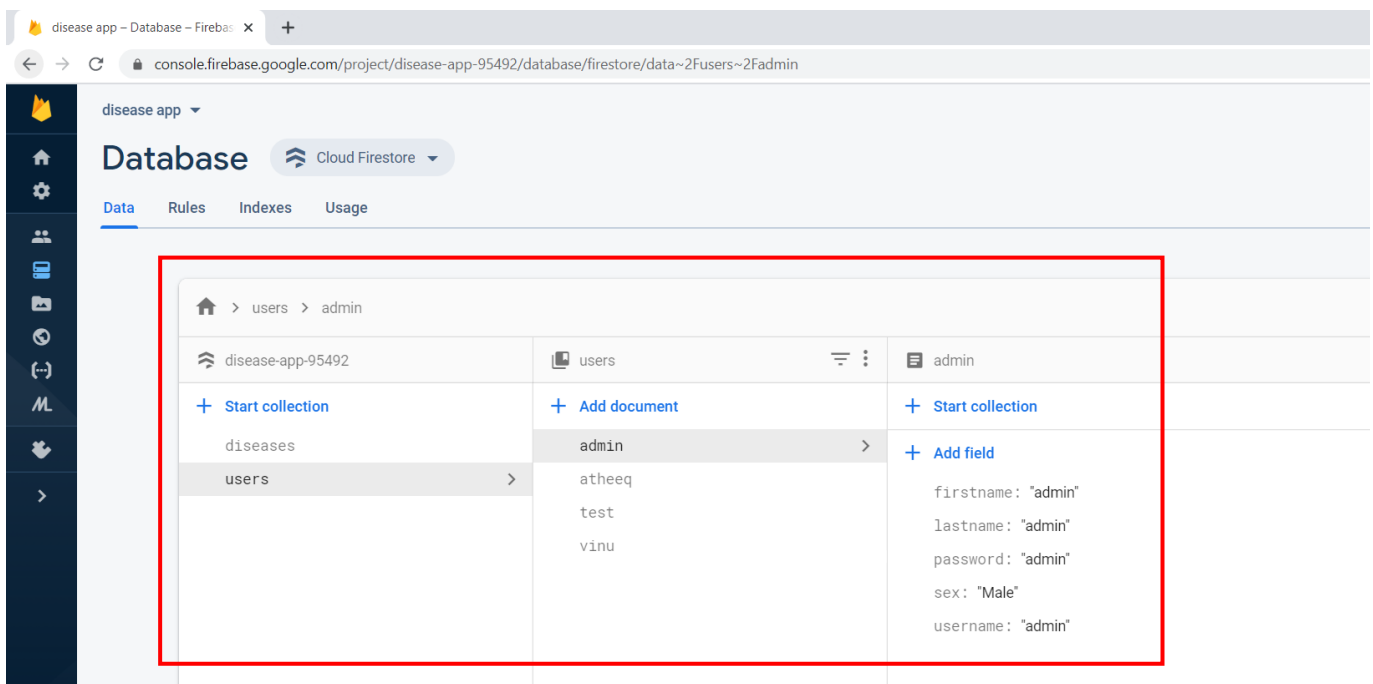 disease app – Database – Firebas
console.firebase.google.com/project/disease-app-95492/database/firestore/data~2Fusers~2Fadmin
disease app
Database Cloud Firestore
Data Rules Indexes Usage
users > admin
disease-app-95492 users admin
+ Start collection + Add document + Start collection
diseases admin + Add field
users atheeq firstname: "admin"
test lastname: "admin"
vinu password: "admin"
sex: "Male"
username: "admin"